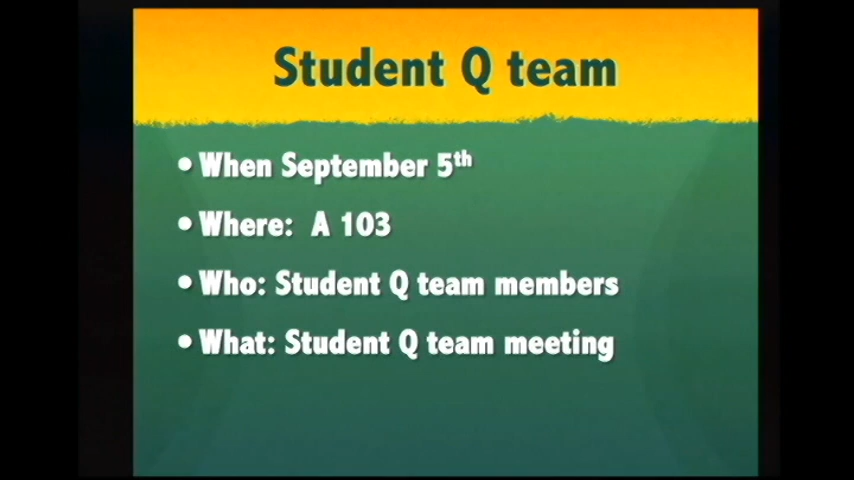 Student Q team
• When September 5th
• Where:  A 103
• Who: Student Q team members
• What: Student Q team meeting